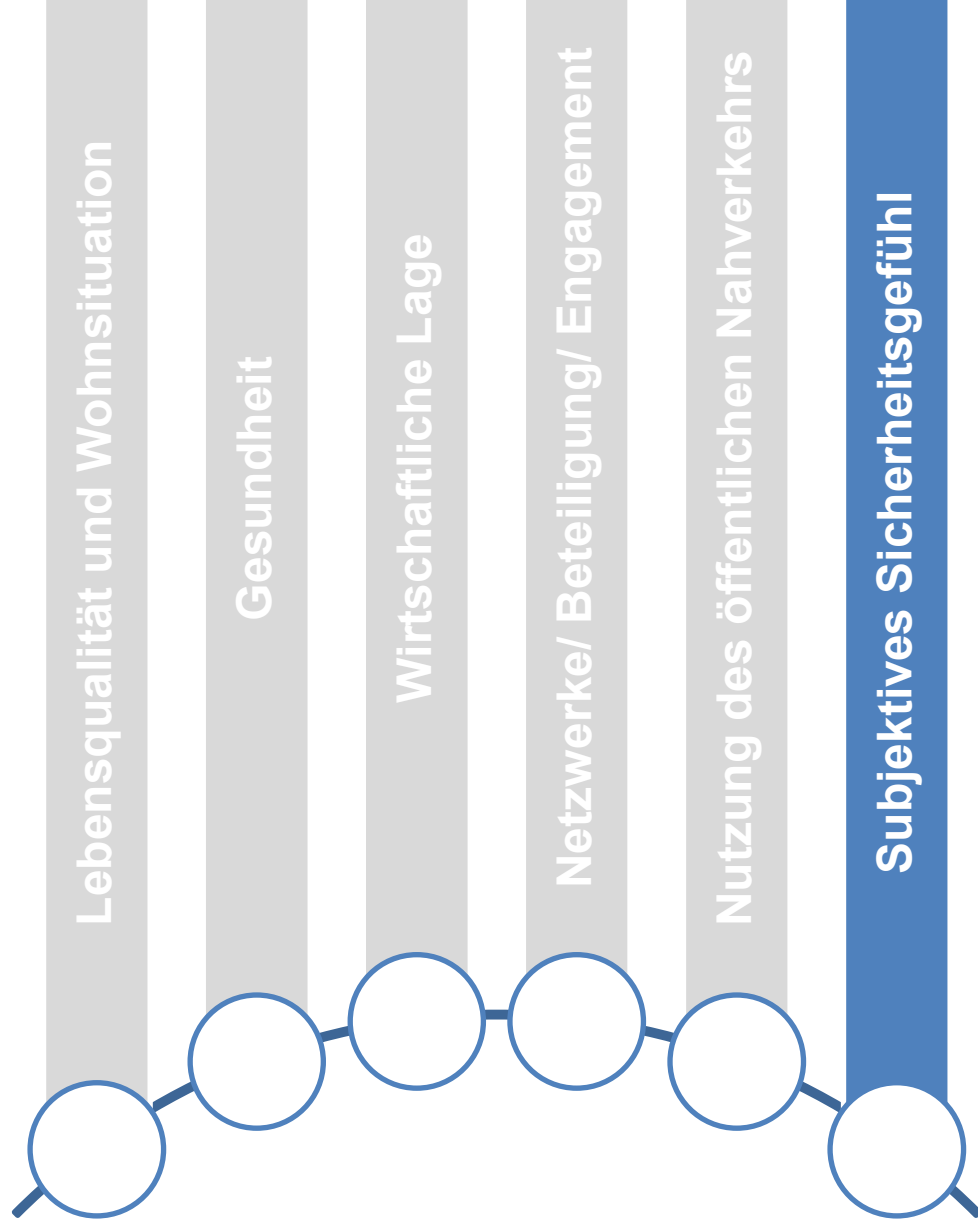 Lebensqualität und Wohnsituation
Gesundheit
Wirtschaftliche Lage
Netzwerke/ Beteiligung/ Engagement
Nutzung des öffentlichen Nahverkehrs
Subjektives Sicherheitsgefühl